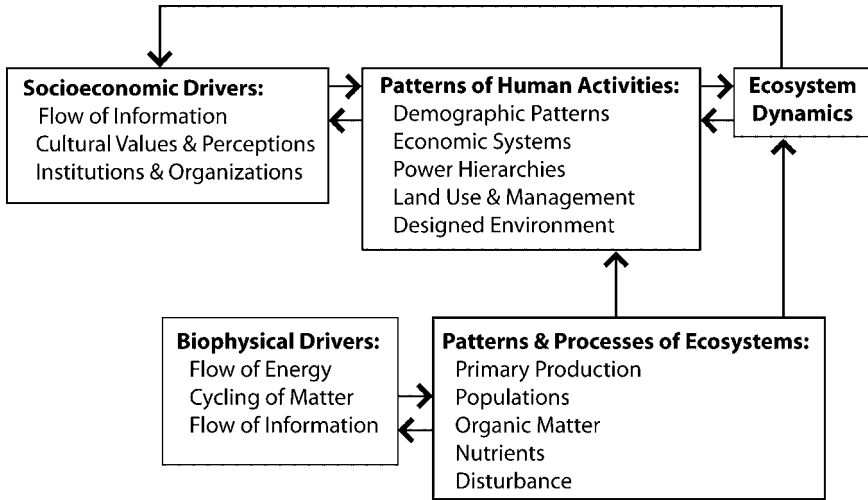 Socioeconomic Drivers:
Flow of Information
Cultural Values & Perceptions
Institutions & Organizations
Patterns of Human Activities:
Demographic Patterns
Economic Systems
Power Hierarchies
Land Use & Management
Designed Environment
Ecosystem
Dynamics
Biophysical Drivers:
Flow of Energy
Cycling of Matter
Flow of Information
Patterns & Processes of Ecosystems:
Primary Production
Populations
Organic Matter
Nutrients
Disturbance